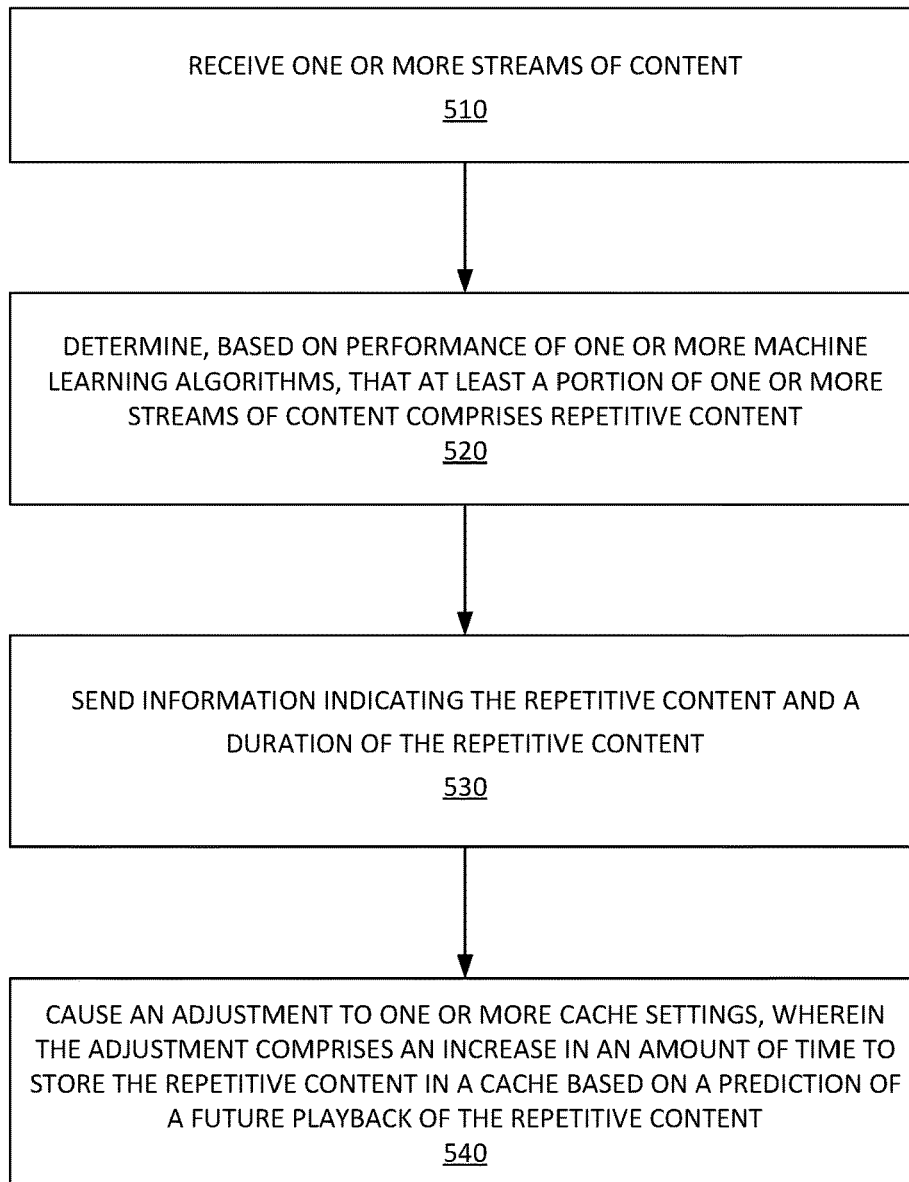 RECEIVE ONE OR MORE STREAMS OF CONTENT
510
DETERMINE, BASED ON PERFORMANCE OF ONE OR MORE MACHINE
LEARNING ALGORITHMS, THAT AT LEAST A PORTION OF ONE OR MORE
STREAMS OF CONTENT COMPRISES REPETITIVE CONTENT
520
SEND INFORMATION INDICATING THE REPETITIVE CONTENT AND A
DURATION OF THE REPETITIVE CONTENT
530
CAUSE AN ADJUSTMENT TO ONE OR MORE CACHE SETTINGS, WHEREIN
THE ADJUSTMENT COMPRISES AN INCREASE IN AN AMOUNT OF TIME TO
STORE THE REPETITIVE CONTENT IN A CACHE BASED ON A PREDICTION OF
A FUTURE PLAYBACK OF THE REPETITIVE CONTENT
540